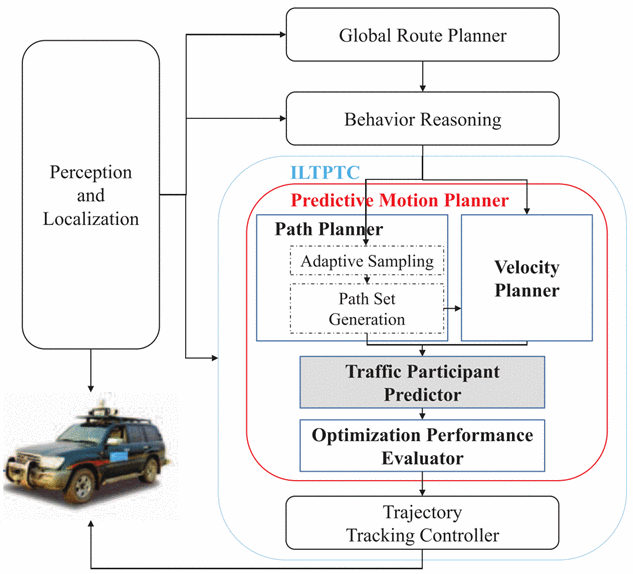 Global Route Planner
Behavior Reasoning
Perception
and
Localization
ILTPTC
Predictive Motion Planner
Path Planner
Adaptive Sampling
Path Set
Generation
Velocity
Planner
Traffic Participant
Predictor
Optimization Performance
Evaluator
Trajectory
Tracking Controller